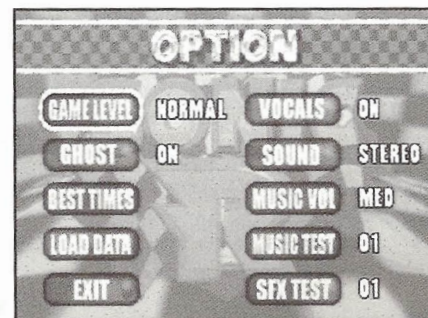 OPTION
GAME LEVEL NORMAL VOCALS ON
GHOST ON SOUND STEREO
BEST TIMES MUSIC VOL MED
LOAD DATA MUSIC TEST 01
EXIT SFX TEST 01